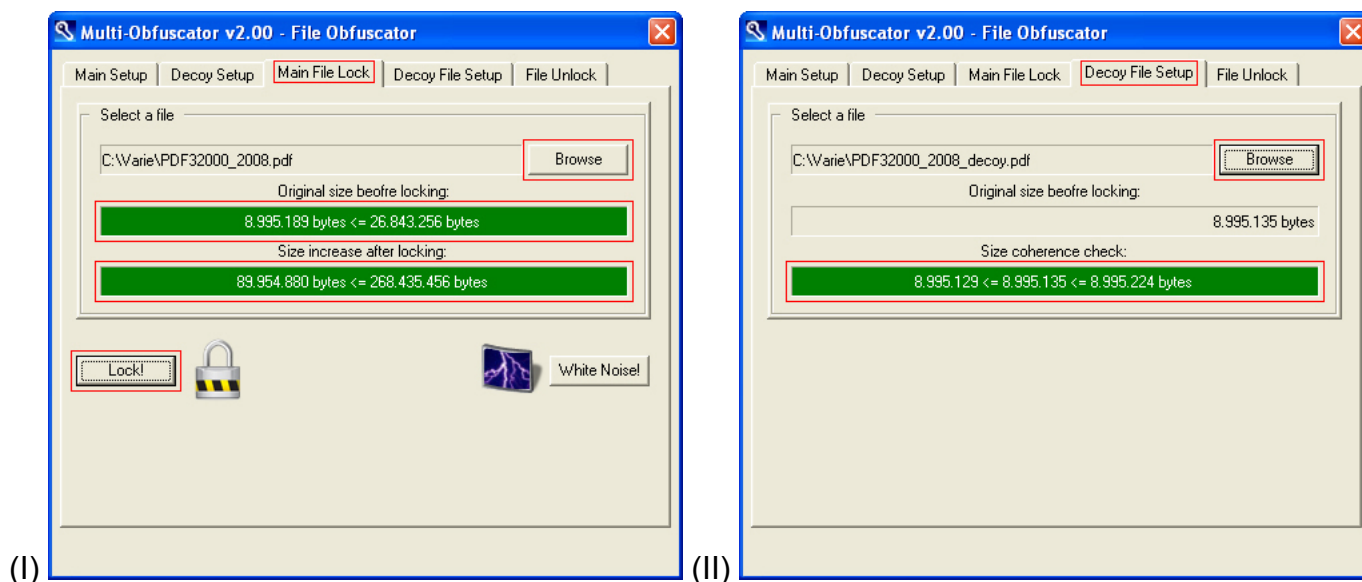 Multi-Obfuscator v2.00 - File Obfuscator
Main Setup Decoy Setup Main File Lock Decoy File Setup File Unlock
Select a file
C:\Varie\PDF32000_2008.pdf Browse
Original size beofre locking:
8.995.189 bytes <= 26.843.256 bytes
Size increase after locking:
89.954.880 bytes <= 268.435.456 bytes
Lock! White Noise!
(I)
Multi-Obfuscator v2.00 - File Obfuscator
Main Setup Decoy Setup Main File Lock Decoy File Setup File Unlock
Select a file
C:\Varie\PDF32000_2008_decoy.pdf Browse
Original size beofre locking:
8.995.135 bytes
Size coherence check:
8.995.129 <= 8.995.135 <= 8.995.224 bytes
(II)